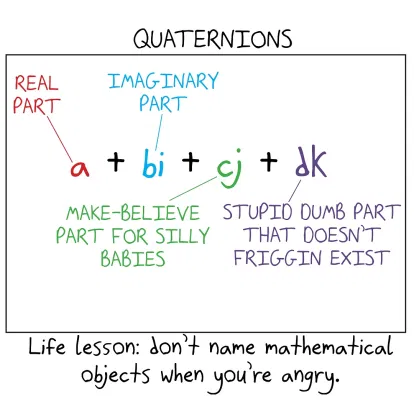 QUATERNIONS
REAL
PART
IMAGINARY
PART
a + bi + cj + dk
MAKE-BELIEVE
PART FOR SILLY
BABIES
STUPID DUMB PART
THAT DOESN'T
FRIGGIN EXIST
Life lesson: don't name mathematical
objects when you're angry.